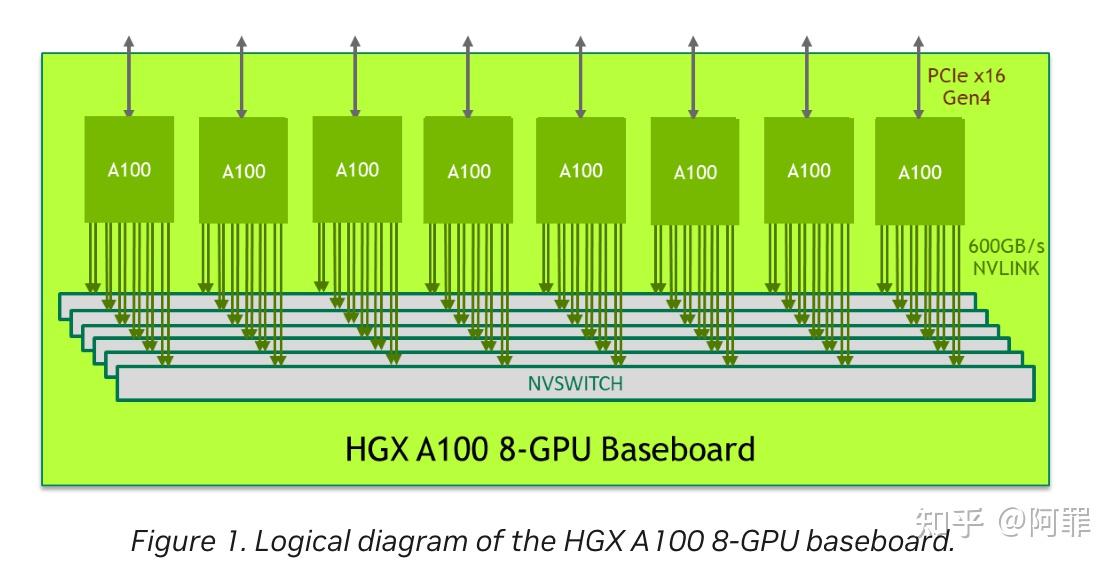 PCIe x16
Gen4
A100 A100 A100 A100 A100 A100 A100 A100
600GB/s
NVLINK
NVSWITCH
HGX A100 8-GPU Baseboard
知乎 @阿罪
Figure 1. Logical diagram of the HGX A100 8-GPU baseboard.